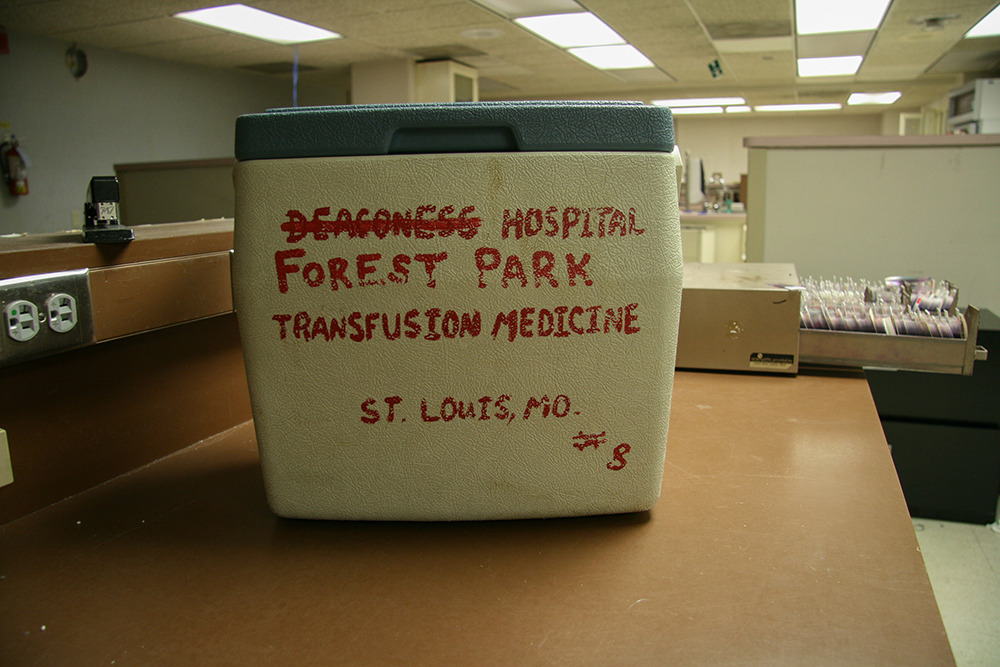 DEACONESS HOSPITAL
FOREST PARK
TRANSFUSION MEDICINE
ST. LOUIS, MO.
#8